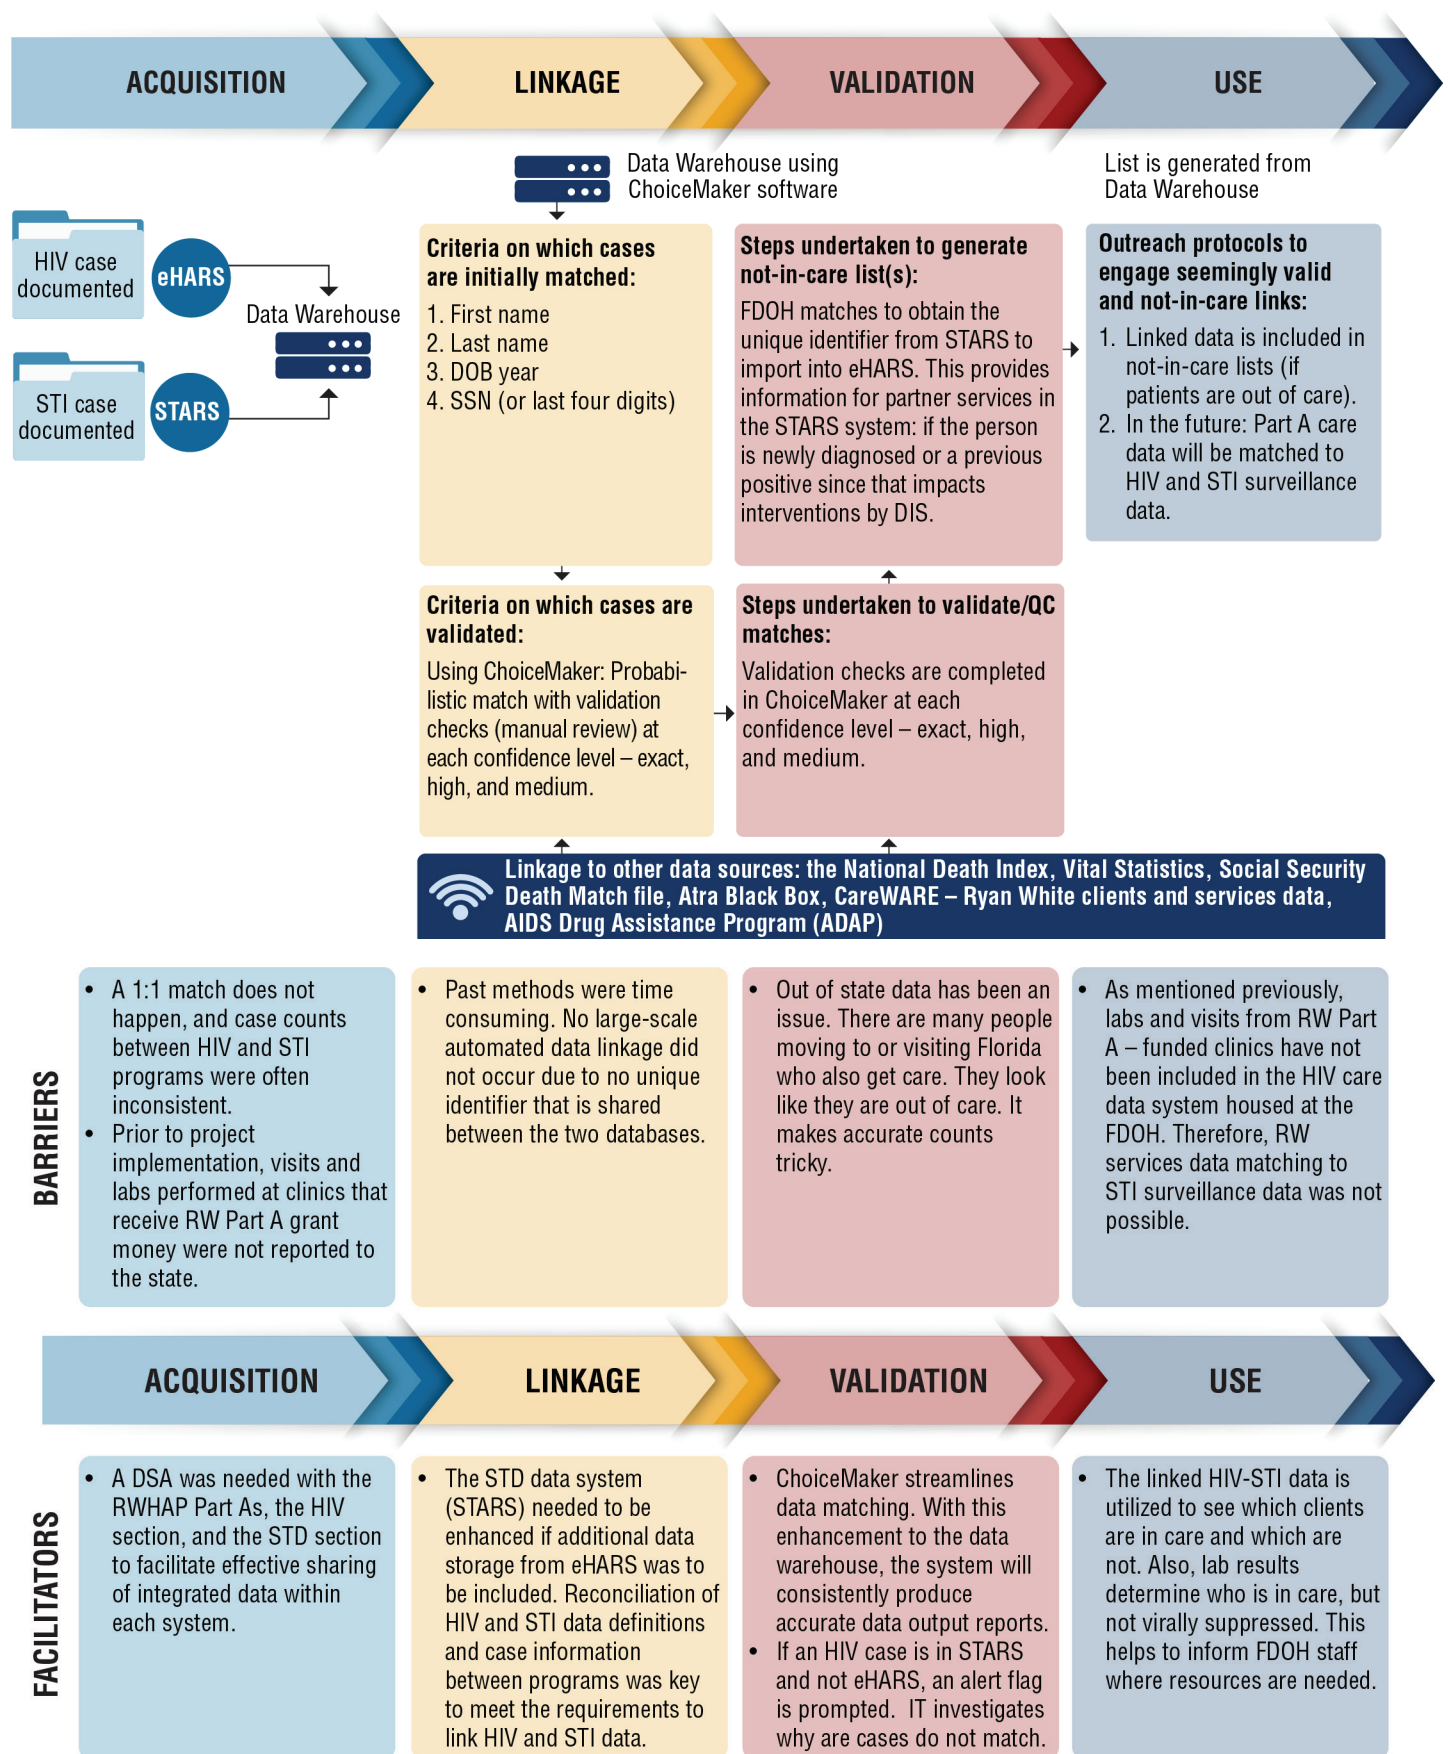 ACQUISITION
LINKAGE
VALIDATION
USE
HIV case
documented
eHARS
STI case
documented
STARS
Data Warehouse
Data Warehouse using
ChoiceMaker software
Criteria on which cases
are initially matched:
1. First name
2. Last name
3. DOB year
4. SSN (or last four digits)
Criteria on which cases are
validated:
Using ChoiceMaker: Probabi-
listic match with validation
checks (manual review) at
each confidence level – exact,
high, and medium.
Steps undertaken to generate
not-in-care list(s):
FDOH matches to obtain the
unique identifier from STARS to
import into eHARS. This provides
information for partner services in
the STARS system: if the person
is newly diagnosed or a previous
positive since that impacts
interventions by DIS.
Steps undertaken to validate/QC
matches:
Validation checks are completed
in ChoiceMaker at each
confidence level – exact, high,
and medium.
List is generated from
Data Warehouse
Outreach protocols to
engage seemingly valid
and not-in-care links:
1. Linked data is included in
not-in-care lists (if
patients are out of care).
2. In the future: Part A care
data will be matched to
HIV and STI surveillance
data.
Linkage to other data sources: the National Death Index, Vital Statistics, Social Security
Death Match file, Atra Black Box, CareWARE – Ryan White clients and services data,
AIDS Drug Assistance Program (ADAP)
BARRIERS
• A 1:1 match does not
happen, and case counts
between HIV and STI
programs were often
inconsistent.
• Prior to project
implementation, visits and
labs performed at clinics that
receive RW Part A grant
money were not reported to
the state.
• Past methods were time
consuming. No large-scale
automated data linkage did
not occur due to no unique
identifier that is shared
between the two databases.
• Out of state data has been an
issue. There are many people
moving to or visiting Florida
who also get care. They look
like they are out of care. It
makes accurate counts
tricky.
• As mentioned previously,
labs and visits from RW Part
A – funded clinics have not
been included in the HIV care
data system housed at the
FDOH. Therefore, RW
services data matching to
STI surveillance data was not
possible.
ACQUISITION
LINKAGE
VALIDATION
USE
FACILITATORS
• A DSA was needed with the
RWHAP Part As, the HIV
section, and the STD section
to facilitate effective sharing
of integrated data within
each system.
• The STD data system
(STARS) needed to be
enhanced if additional data
storage from eHARS was to
be included. Reconciliation of
HIV and STI data definitions
and case information
between programs was key
to meet the requirements to
link HIV and STI data.
• ChoiceMaker streamlines
data matching. With this
enhancement to the data
warehouse, the system will
consistently produce
accurate data output reports.
• If an HIV case is in STARS
and not eHARS, an alert flag
is prompted. IT investigates
why are cases do not match.
• The linked HIV-STI data is
utilized to see which clients
are in care and which are
not. Also, lab results
determine who is in care, but
not virally suppressed. This
helps to inform FDOH staff
where resources are needed.